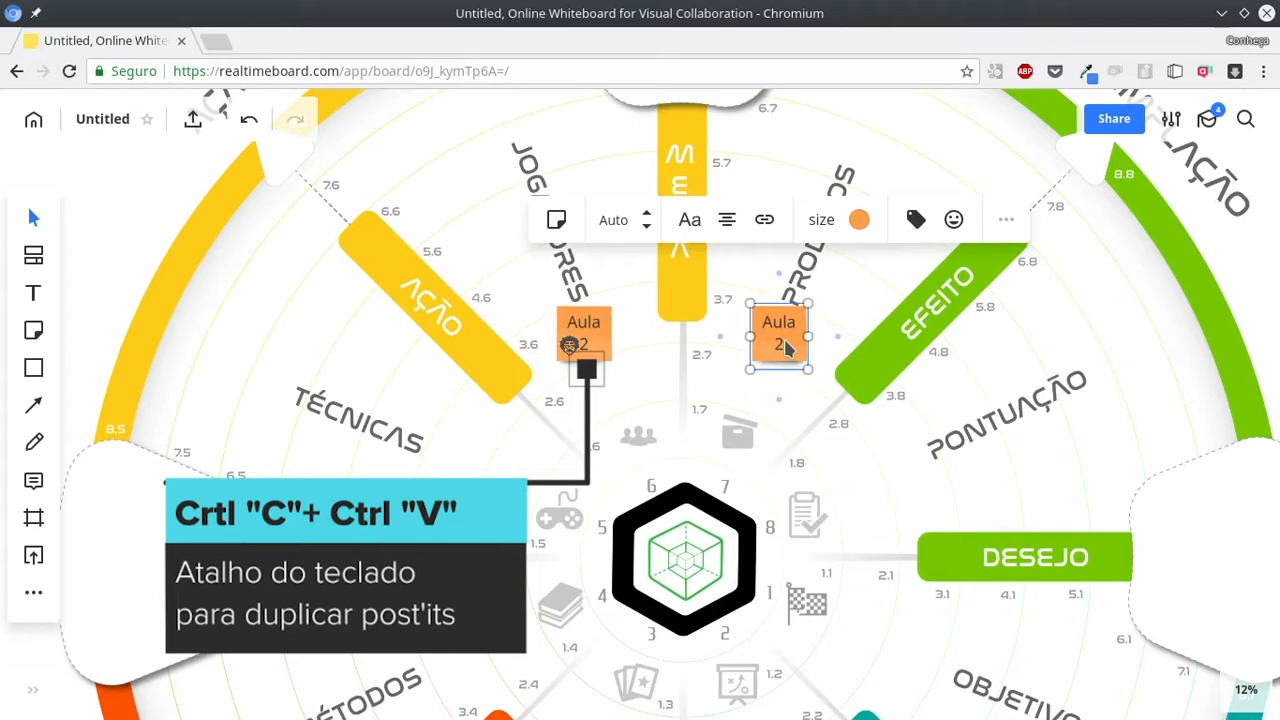 Untitled, Online Whiteboard for Visual Collaboration - Chromium
Untitled, Online White
Conheça
Seguro
https://realtimeboard.com/app/board/o9J_kymTp6A=/
Untitled
Share
4
Auto
Aa
size
6.7
5.7
3.7
2.7
1.7
7.6
6.6
5.6
4.6
3.6
2.6
8.8
7.8
6.8
5.8
4.8
3.8
2.8
1.8
AÇÃO
EFEITO
TÉCNICAS
PONTUAÇÃO
Aula
2
Aula
2
8.5
7.5
6.5
1.5
Crtl "C"+ Ctrl "V"
Atalho do teclado
para duplicar post'its
6
7
5
8
4
1
3
2
DESEJO
1.1
2.1
3.1
4.1
5.1
6.1
7.1
1.4
2.4
3.4
1.3
1.2
2.2
OBJETIVO
12%